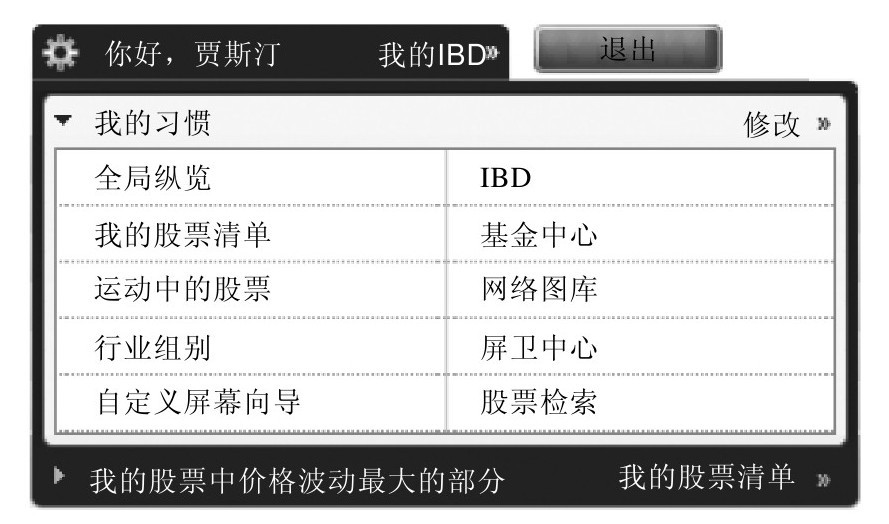 你好，贾斯汀 我的IBD» 退出
我的习惯 修改 »
全局纵览 IBD
我的股票清单 基金中心
运动中的股票 网络图库
行业组别 屏卫中心
自定义屏幕向导 股票检索
我的股票中价格波动最大的部分 我的股票清单 »